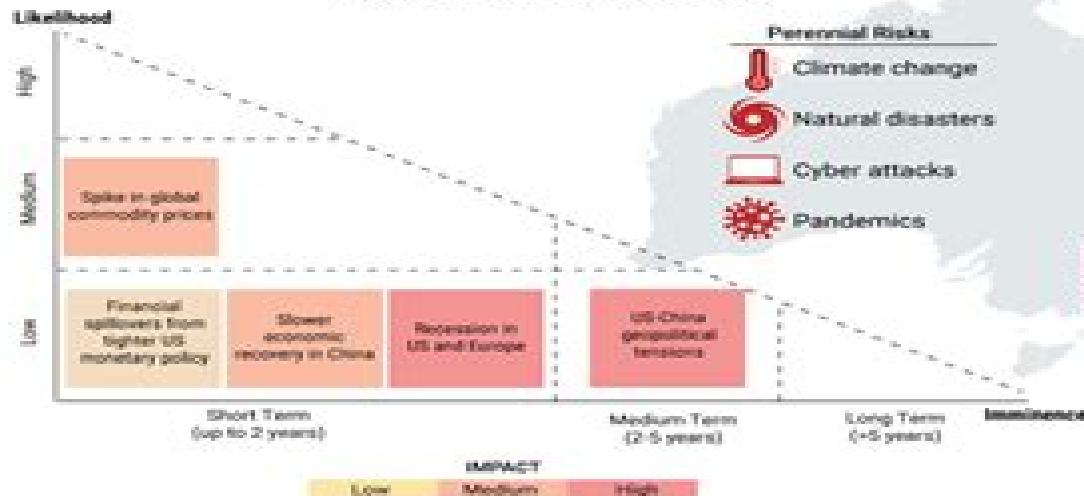 Likelihood
High
Medium
Low
Perennial Risks
Climate change
Natural disasters
Cyber attacks
Pandemics
Spike in global
commodity prices
Financial
spillovers from
tighter US
monetary policy
Slower
economic
recovery in China
Recession in
US and Europe
US-China
geopolitical
tensions
Short Term
(up to 2 years)
Medium Term
(2-5 years)
Long Term
(+5 years)
Imminence
IMPACT
Low
Medium
High